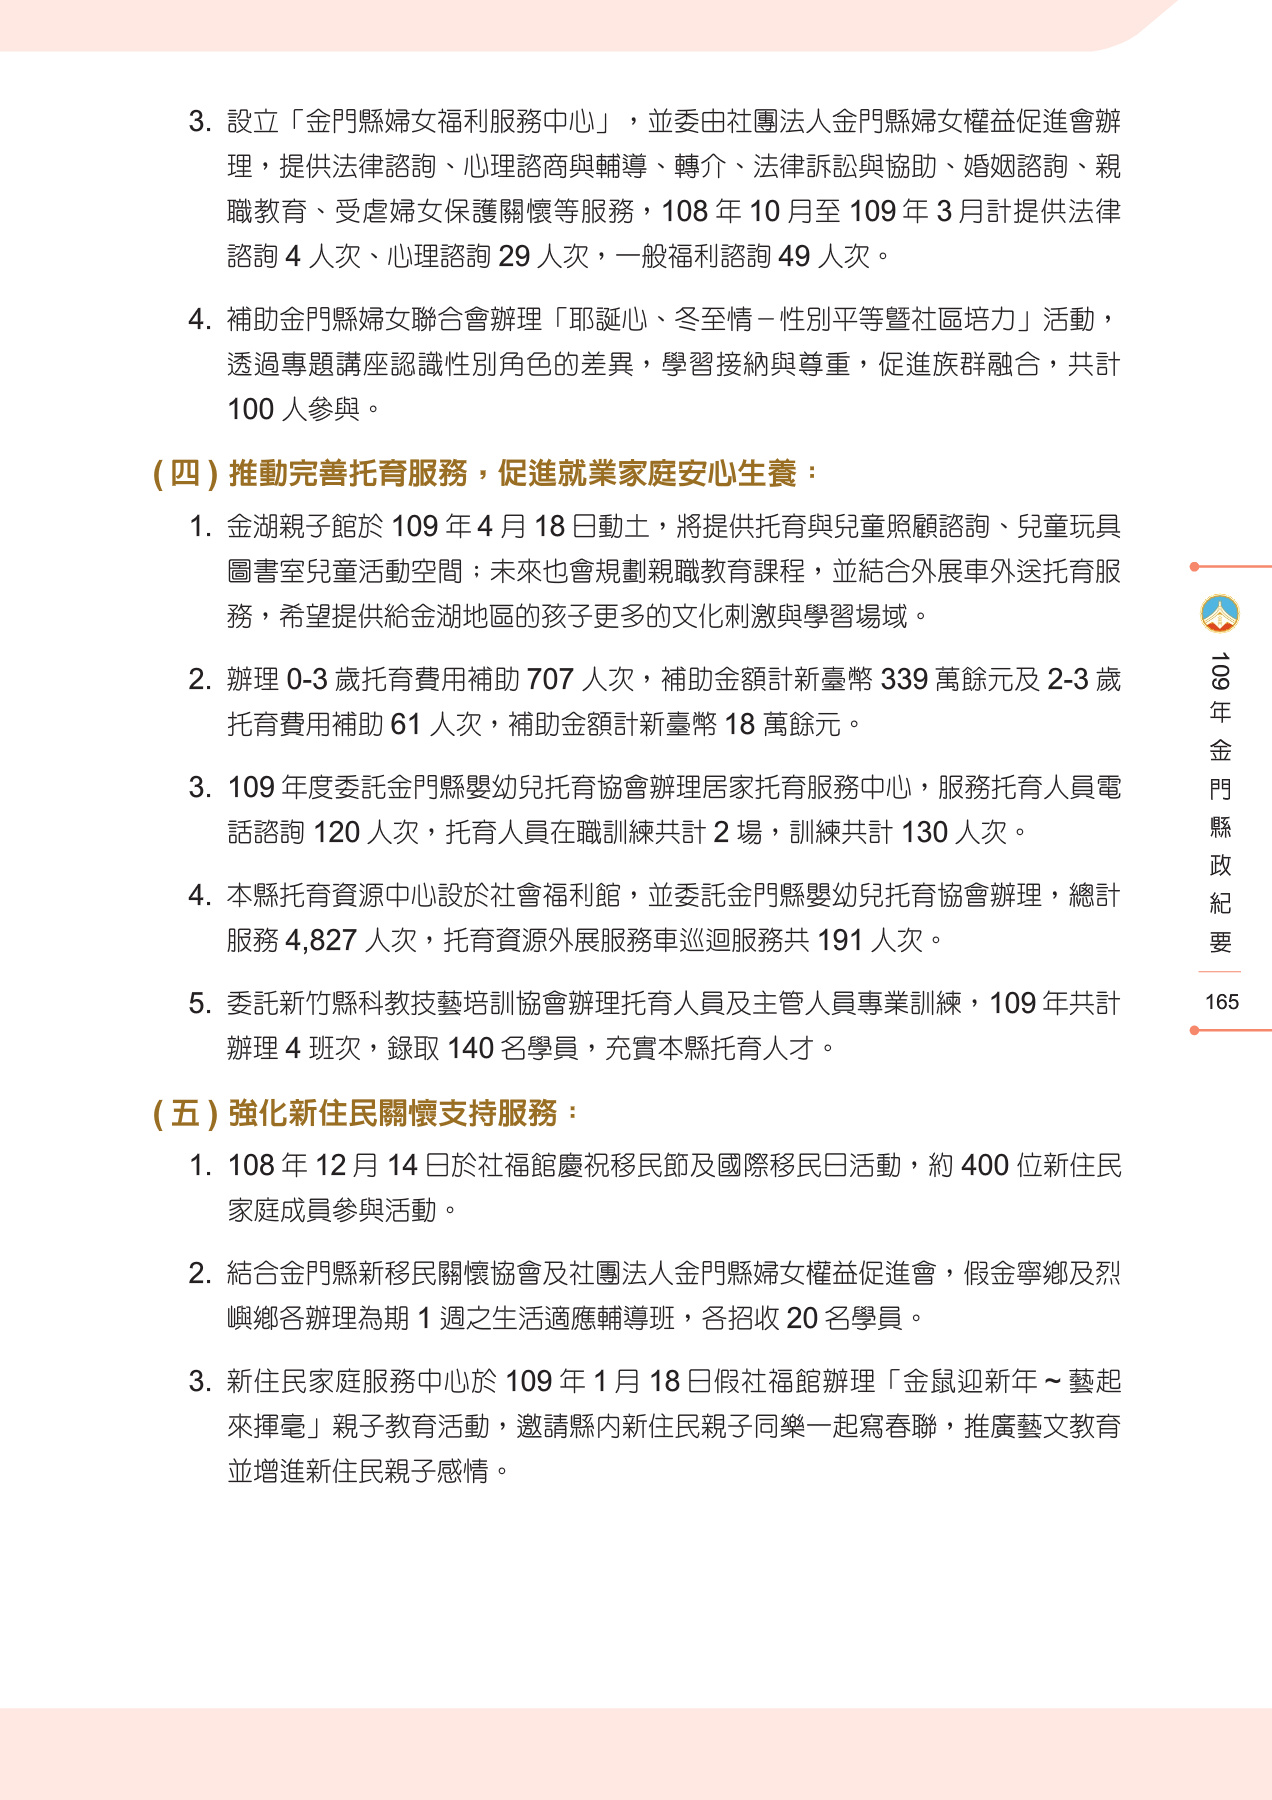 3. 設立「金門縣婦女福利服務中心」，並委由社團法人金門縣婦女權益促進會辦
理，提供法律諮詢、心理諮商與輔導、轉介、法律訴訟與協助、婚姻諮詢、親
職教育、受虐婦女保護關懷等服務，108 年 10 月至 109 年 3 月計提供法律
諮詢 4 人次、心理諮詢 29 人次，一般福利諮詢 49 人次。
4. 補助金門縣婦女聯合會辦理「耶誕心、冬至情－性別平等暨社區培力」活動，
透過專題講座認識性別角色的差異，學習接納與尊重，促進族群融合，共計
100 人參與。
( 四 ) 推動完善托育服務，促進就業家庭安心生養：
1. 金湖親子館於 109 年 4 月 18 日動土，將提供托育與兒童照顧諮詢、兒童玩具
圖書室兒童活動空間；未來也會規劃親職教育課程，並結合外展車外送托育服
務，希望提供給金湖地區的孩子更多的文化刺激與學習場域。
2. 辦理 0-3 歲托育費用補助 707 人次，補助金額計新臺幣 339 萬餘元及 2-3 歲
托育費用補助 61 人次，補助金額計新臺幣 18 萬餘元。
3. 109 年度委託金門縣嬰幼兒托育協會辦理居家托育服務中心，服務托育人員電
話諮詢 120 人次，托育人員在職訓練共計 2 場，訓練共計 130 人次。
4. 本縣托育資源中心設於社會福利館，並委託金門縣嬰幼兒托育協會辦理，總計
服務 4,827 人次，托育資源外展服務車巡迴服務共 191 人次。
5. 委託新竹縣科教技藝培訓協會辦理托育人員及主管人員專業訓練，109 年共計
辦理 4 班次，錄取 140 名學員，充實本縣托育人才。
( 五 ) 強化新住民關懷支持服務：
1. 108 年 12 月 14 日於社福館慶祝移民節及國際移民日活動，約 400 位新住民
家庭成員參與活動。
2. 結合金門縣新移民關懷協會及社團法人金門縣婦女權益促進會，假金寧鄉及烈
嶼鄉各辦理為期 1 週之生活適應輔導班，各招收 20 名學員。
3. 新住民家庭服務中心於 109 年 1 月 18 日假社福館辦理「金鼠迎新年 ~ 藝起
來揮毫」親子教育活動，邀請縣內新住民親子同樂一起寫春聯，推廣藝文教育
並增進新住民親子感情。
109年金門縣政紀要
165